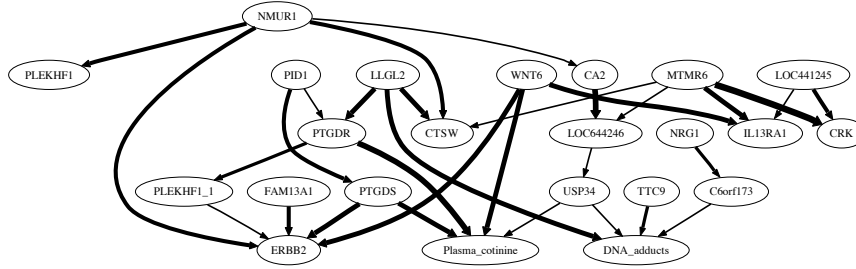 NMUR1
PLEKHF1
PID1
LLGL2
WNT6
CA2
MTMR6
LOC441245
PTGDR
CTSW
LOC644246
NRG1
IL13RA1
CRK
PLEKHF1_1
FAM13A1
PTGDS
USP34
TTC9
C6orf173
ERBB2
Plasma_cotinine
DNA_adducts